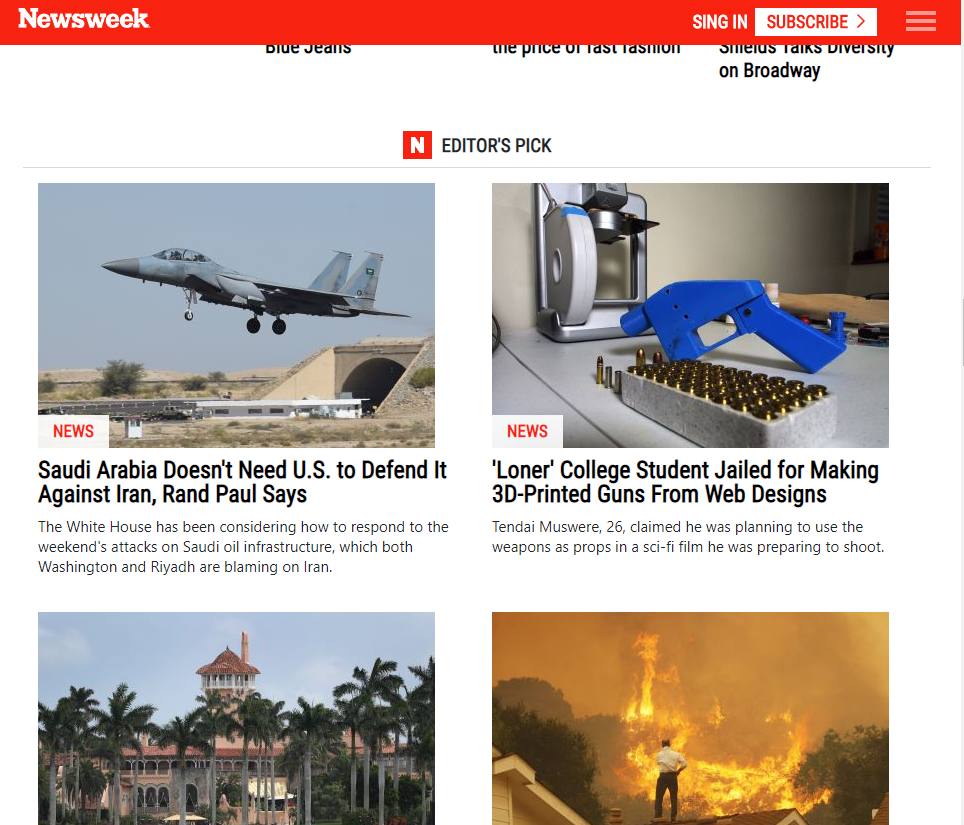 Newsweek
SING IN
SUBSCRIBE
Blue Jeans
the price of fast fashion
Shields Talks Diversity
on Broadway
N
EDITOR'S PICK
NEWS
Saudi Arabia Doesn't Need U.S. to Defend It
Against Iran, Rand Paul Says
The White House has been considering how to respond to the
weekend's attacks on Saudi oil infrastructure, which both
Washington and Riyadh are blaming on Iran.
NEWS
'Loner' College Student Jailed for Making
3D-Printed Guns From Web Designs
Tendai Muswere, 26, claimed he was planning to use the
weapons as props in a sci-fi film he was preparing to shoot.